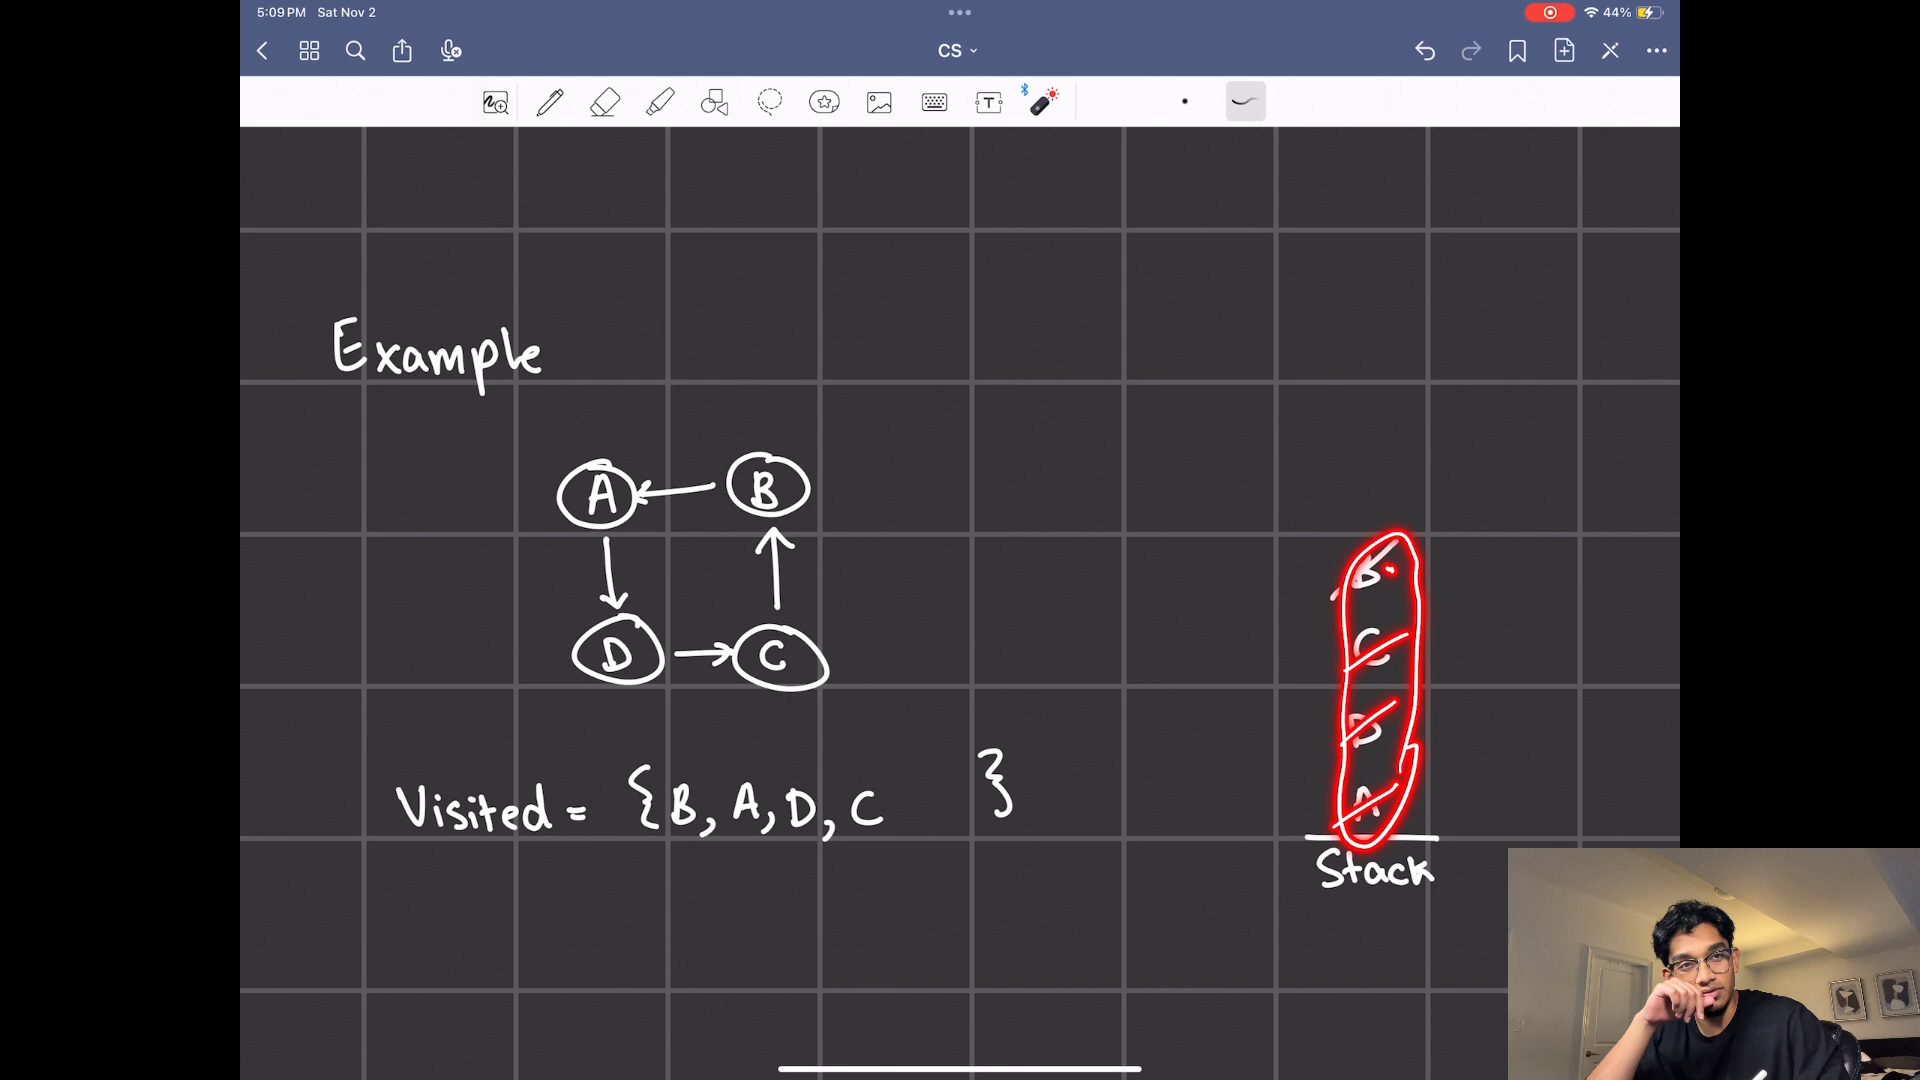 5:09 PM Sat Nov 2
44%
CS
T
Example
A B
D C
Visited = { B, A, D, C }
C
D
A
Stack